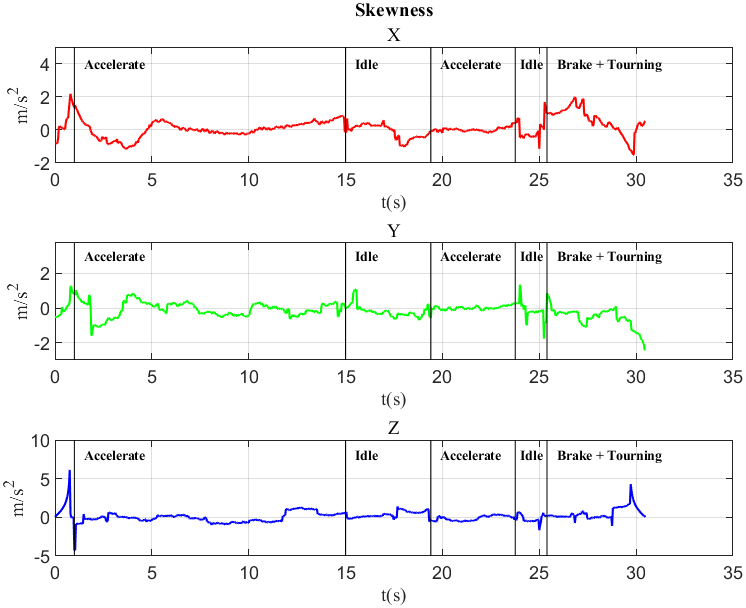 Skewness
X
Accelerate Idle Accelerate Idle Brake + Tourning
4
2
0
-2
m/s²
0 5 10 15 20 25 30 35
t(s)
Y
Accelerate Idle Accelerate Idle Brake + Tourning
2
0
-2
m/s²
0 5 10 15 20 25 30 35
t(s)
Z
Accelerate Idle Accelerate Idle Brake + Tourning
10
5
0
-5
m/s²
0 5 10 15 20 25 30 35
t(s)